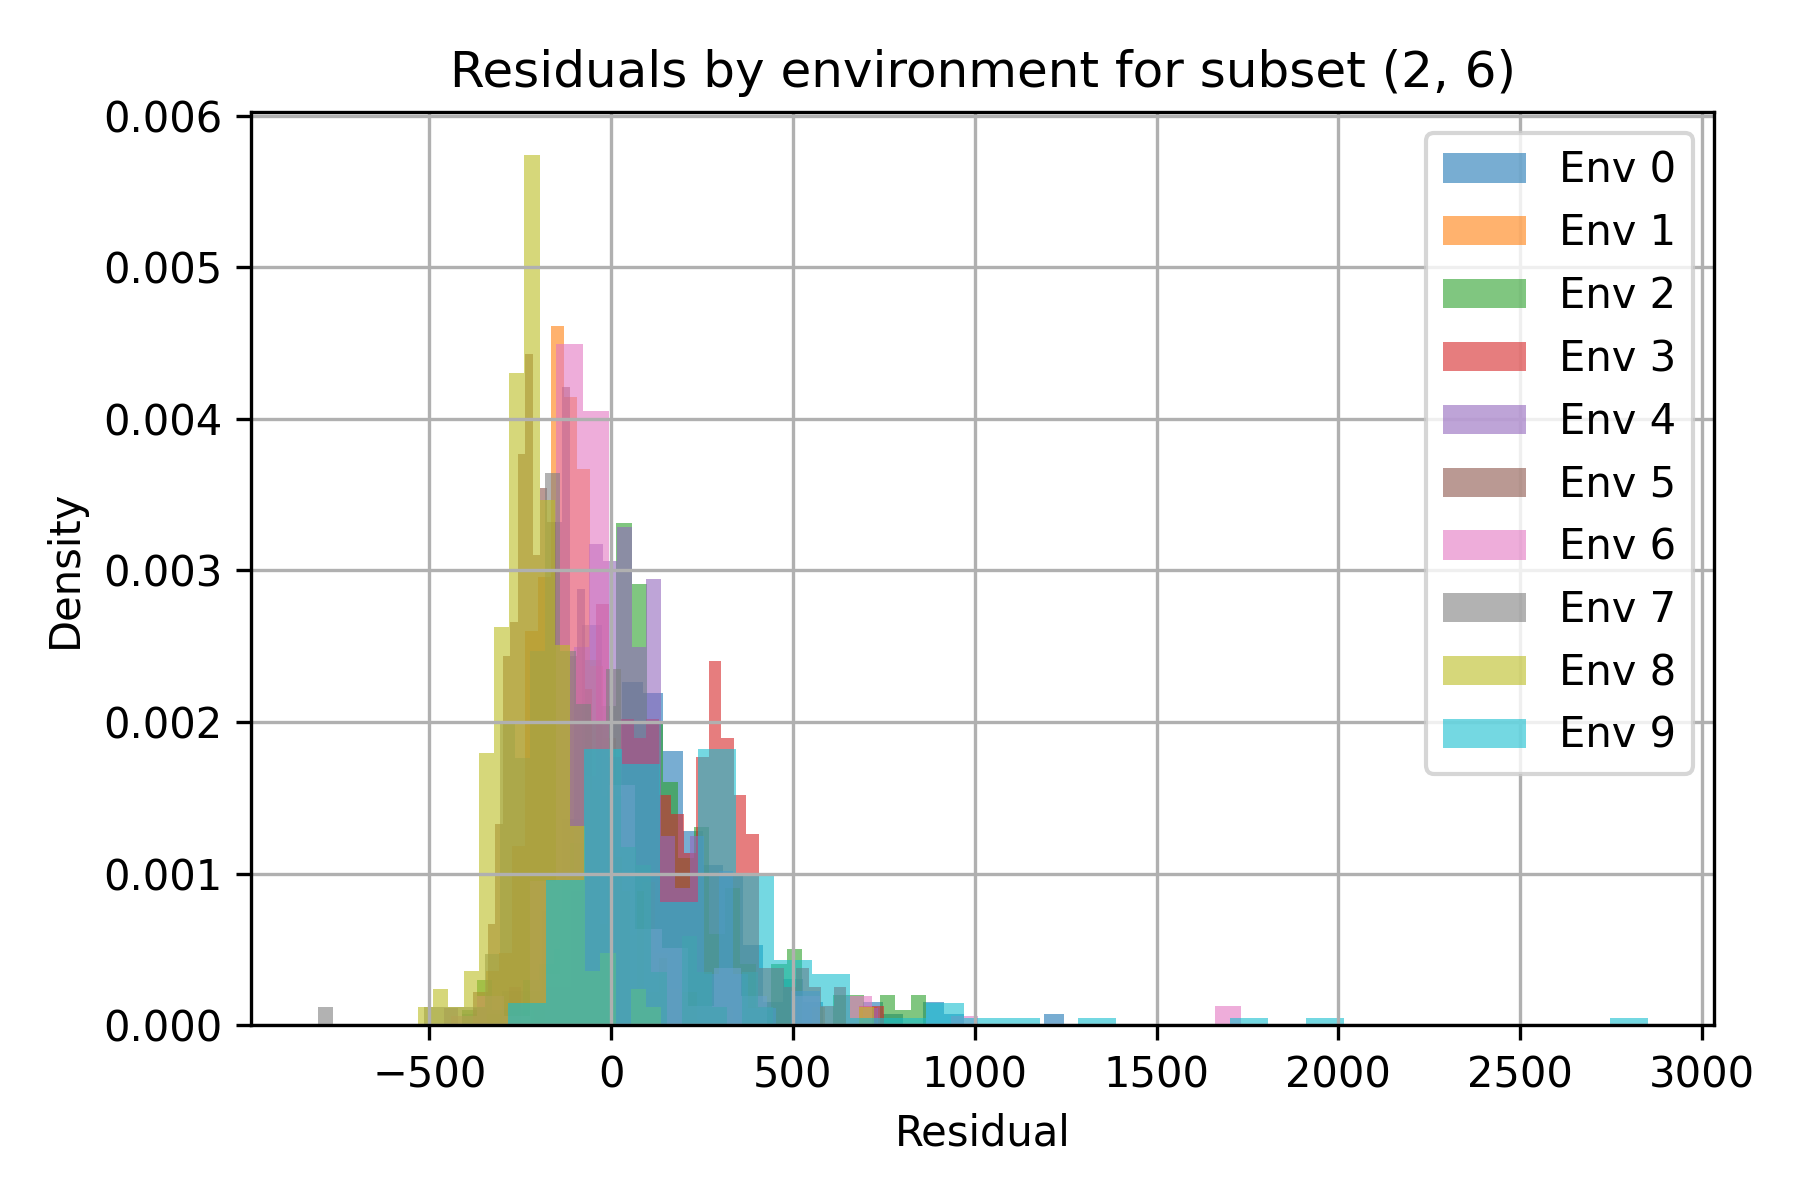 Residuals by environment for subset (2, 6)
0.006
0.005
0.004
0.003
0.002
0.001
0.000
Density
−500 0 500 1000 1500 2000 2500 3000
Residual
Env 0
Env 1
Env 2
Env 3
Env 4
Env 5
Env 6
Env 7
Env 8
Env 9